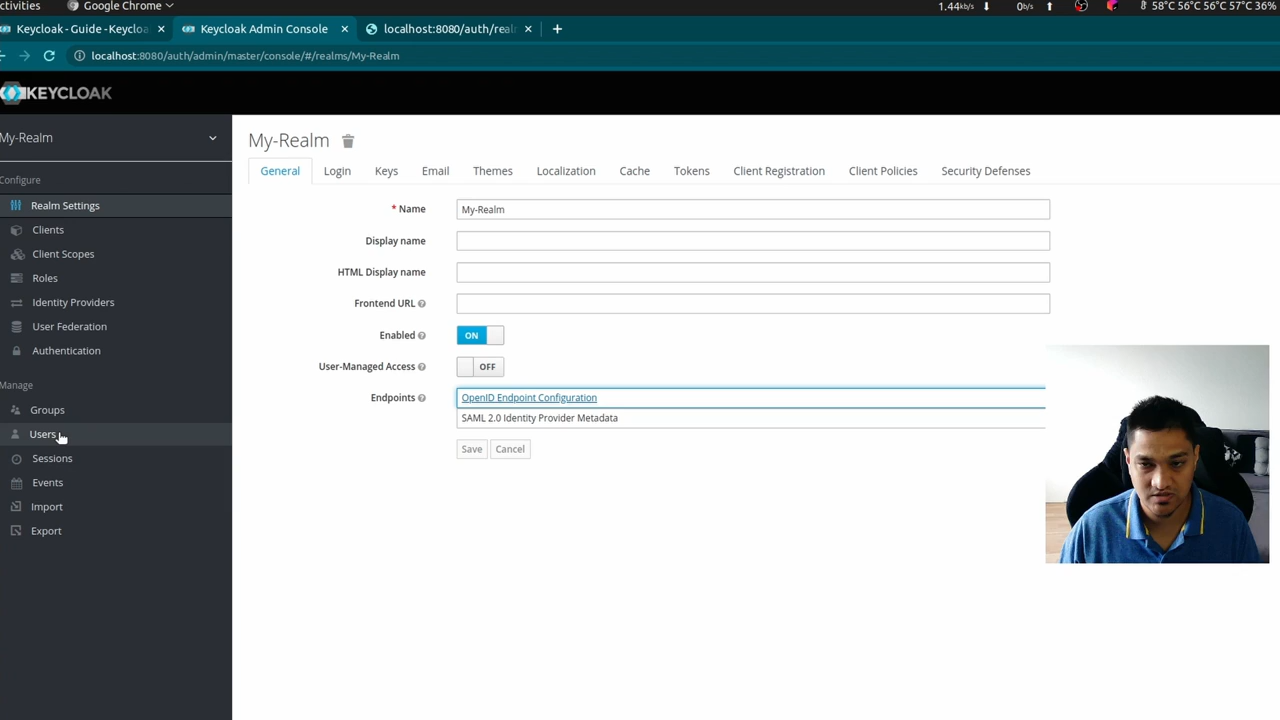 ctivities Google Chrome 1.44kb/s 0b/s 58°C 56°C 56°C 57°C 36%
Keycloak - Guide - Keycloa Keycloak Admin Console localhost:8080/auth/real
localhost:8080/auth/admin/master/console/#/realms/My-Realm
KEYCLOAK
My-Realm
Configure
Realm Settings
Clients
Client Scopes
Roles
Identity Providers
User Federation
Authentication
Manage
Groups
Users
Sessions
Events
Import
Export
My-Realm
General Login Keys Email Themes Localization Cache Tokens Client Registration Client Policies Security Defenses
* Name My-Realm
Display name
HTML Display name
Frontend URL
Enabled ON
User-Managed Access OFF
Endpoints OpenID Endpoint Configuration
SAML 2.0 Identity Provider Metadata
Save Cancel